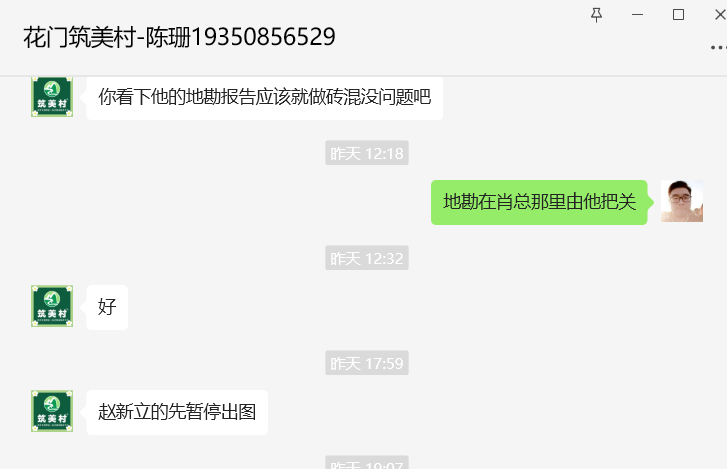 花门筑美村-陈珊19350856529
你看下他的地勘报告应该就做砖混没问题吧
昨天 12:18
地勘在肖总那里由他把关
昨天 12:32
筑美村
好
昨天 17:59
筑美村
赵新立的先暂停出图